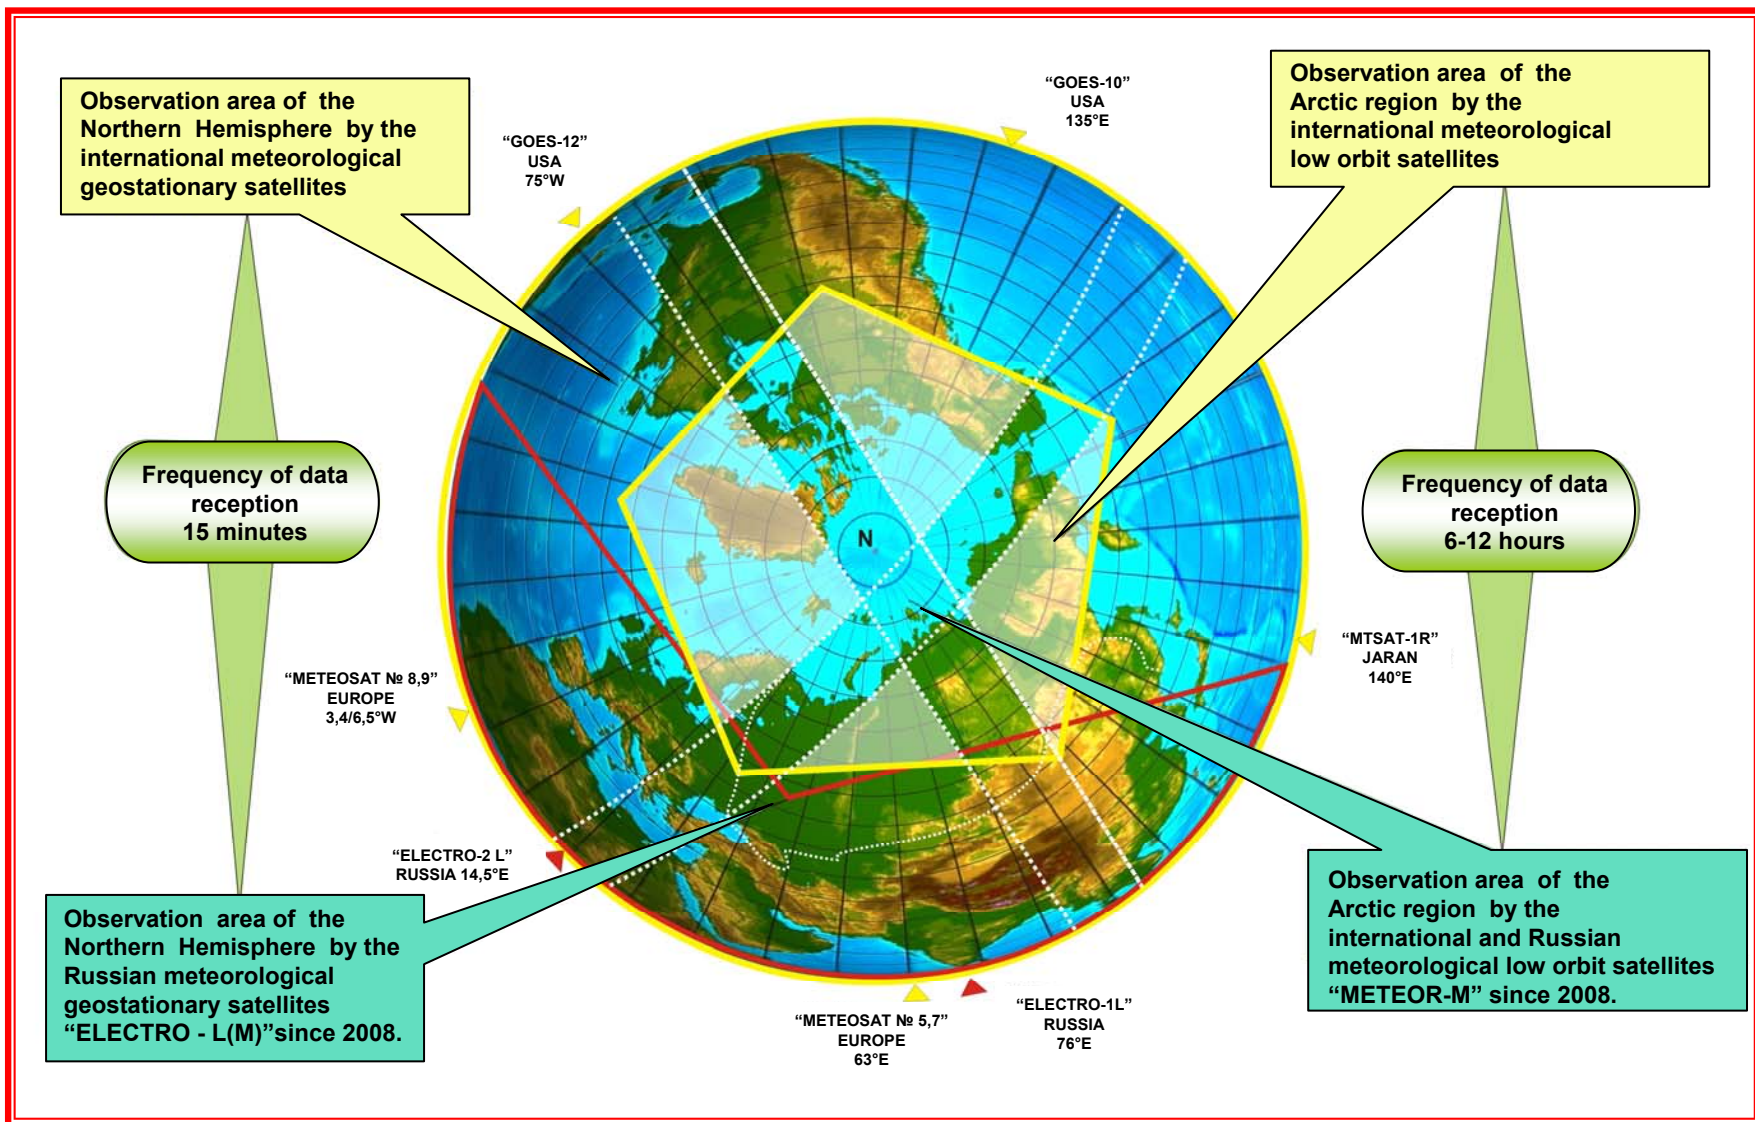 Observation area of the
Northern Hemisphere by the
international meteorological
geostationary satellites
“GOES-12”
USA
75°W
“GOES-10”
USA
135°E
Observation area of the
Arctic region by the
international meteorological
low orbit satellites
Frequency of data
reception
15 minutes
N
Frequency of data
reception
6-12 hours
“METEOSAT № 8,9”
EUROPE
3,4/6,5°W
“MTSAT-1R”
JARAN
140°E
“ELECTRO-2 L”
RUSSIA 14,5°E
Observation area of the
Northern Hemisphere by the
Russian meteorological
geostationary satellites
“ELECTRO - L(M)”since 2008.
“METEOSAT № 5,7”
EUROPE
63°E
“ELECTRO-1L”
RUSSIA
76°E
Observation area of the
Arctic region by the
international and Russian
meteorological low orbit satellites
“METEOR-M” since 2008.